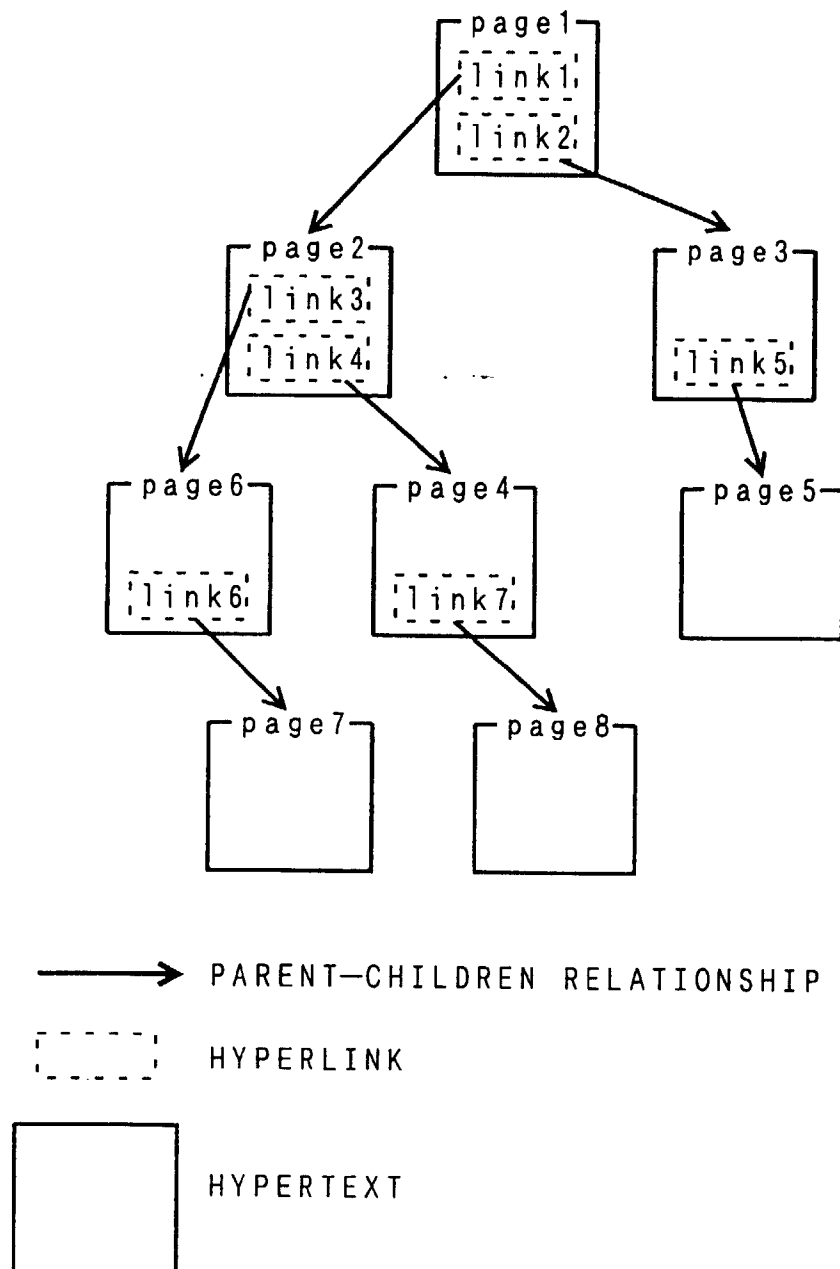 page1
link1
link2
page2
link3
link4
page3
link5
page6
link6
page4
link7
page5
page7
page8
PARENT—CHILDREN RELATIONSHIP
HYPERLINK
HYPERTEXT